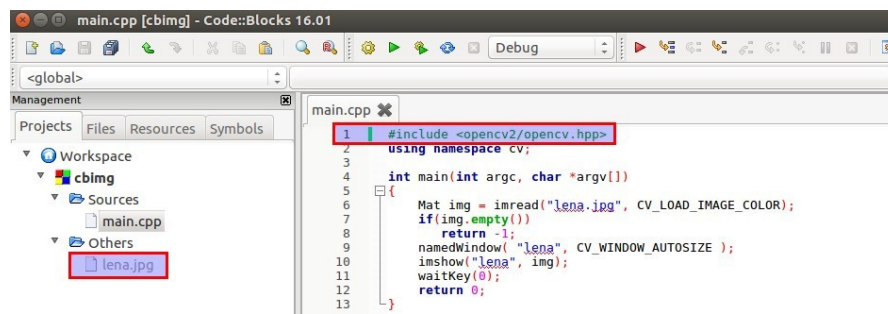 main.cpp [cbimg] - Code::Blocks 16.01
Debug
<global>
Management
Projects Files Resources Symbols
Workspace
cbimg
Sources
main.cpp
Others
lena.jpg
main.cpp
1 #include <opencv2/opencv.hpp>
2 using namespace cv;
3
4 int main(int argc, char *argv[])
5 {
6 Mat img = imread("lena.jpg", CV_LOAD_IMAGE_COLOR);
7 if(img.empty())
8 return -1;
9 namedWindow( "lena", CV_WINDOW_AUTOSIZE );
10 imshow("lena", img);
11 waitKey(0);
12 return 0;
13 }